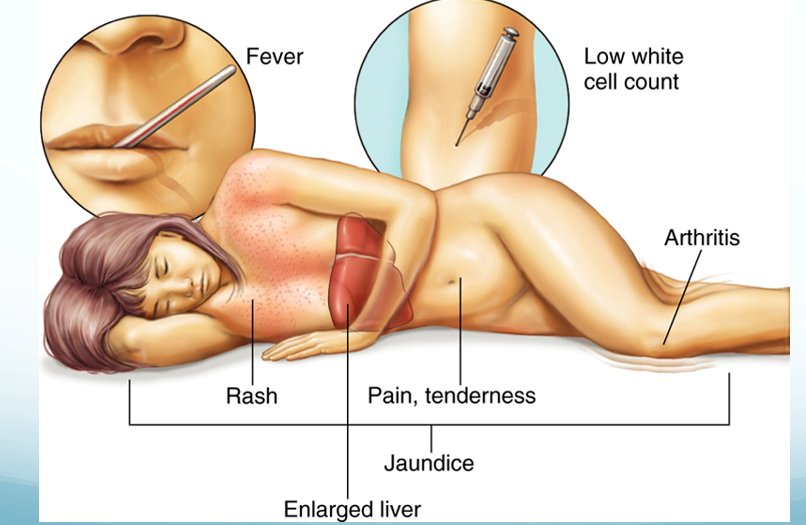 Fever
Low white
cell count
Arthritis
Rash
Pain, tenderness
Jaundice
Enlarged liver